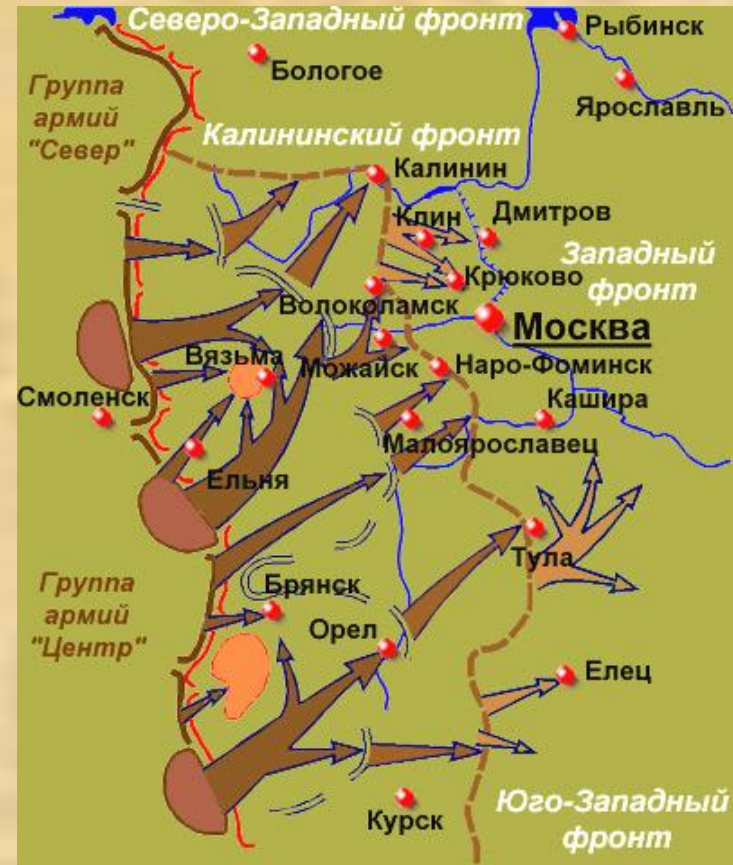 Северо-Западный фронт
Рыбинск
Бологое
Ярославль
Группа
армий
"Север"
Калининский фронт
Калинин
Клин
Дмитров
Западный
фронт
Крюково
Волоколамск
Москва
Вязьма
Можайск
Наро-Фоминск
Смоленск
Кашира
Малоярославец
Ельня
Тула
Группа
армий
"Центр"
Брянск
Орел
Елец
Курск
Юго-Западный
фронт